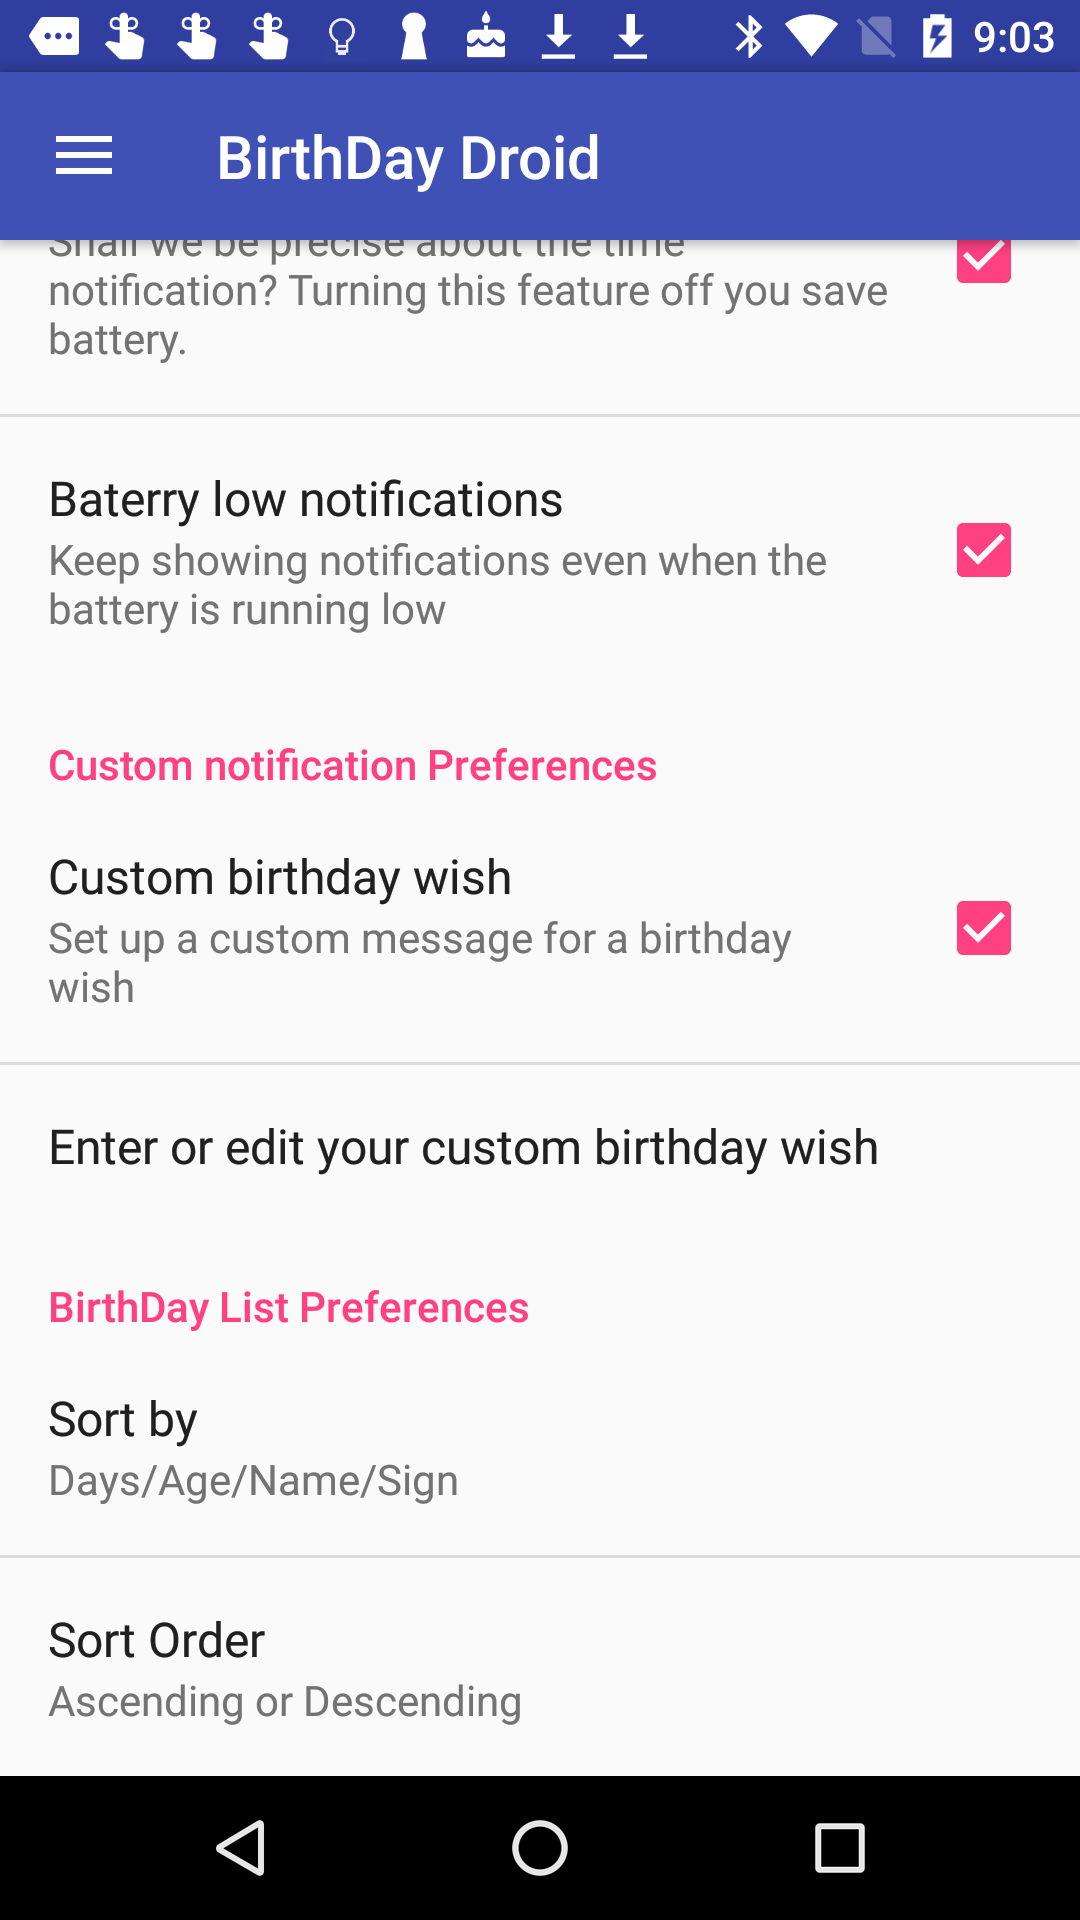 9:03
BirthDay Droid
Shall we be precise about the time
notification? Turning this feature off you save
battery.
Baterry low notifications
Keep showing notifications even when the
battery is running low
Custom notification Preferences
Custom birthday wish
Set up a custom message for a birthday
wish
Enter or edit your custom birthday wish
BirthDay List Preferences
Sort by
Days/Age/Name/Sign
Sort Order
Ascending or Descending